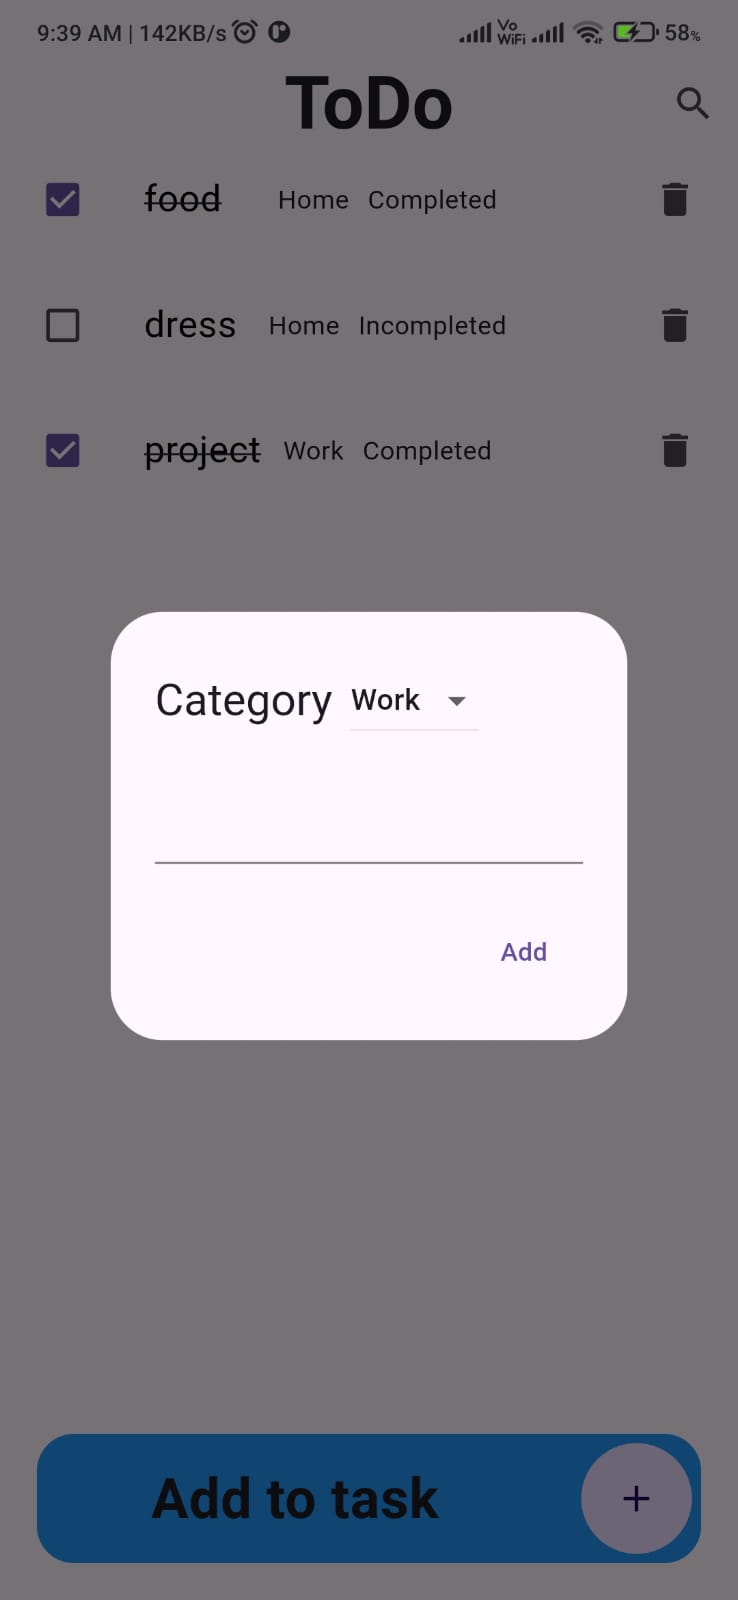 9:39 AM | 142KB/s Vo WiFi 58%
ToDo
food Home Completed
dress Home Incompleted
project Work Completed
Category Work
Add
Add to task +